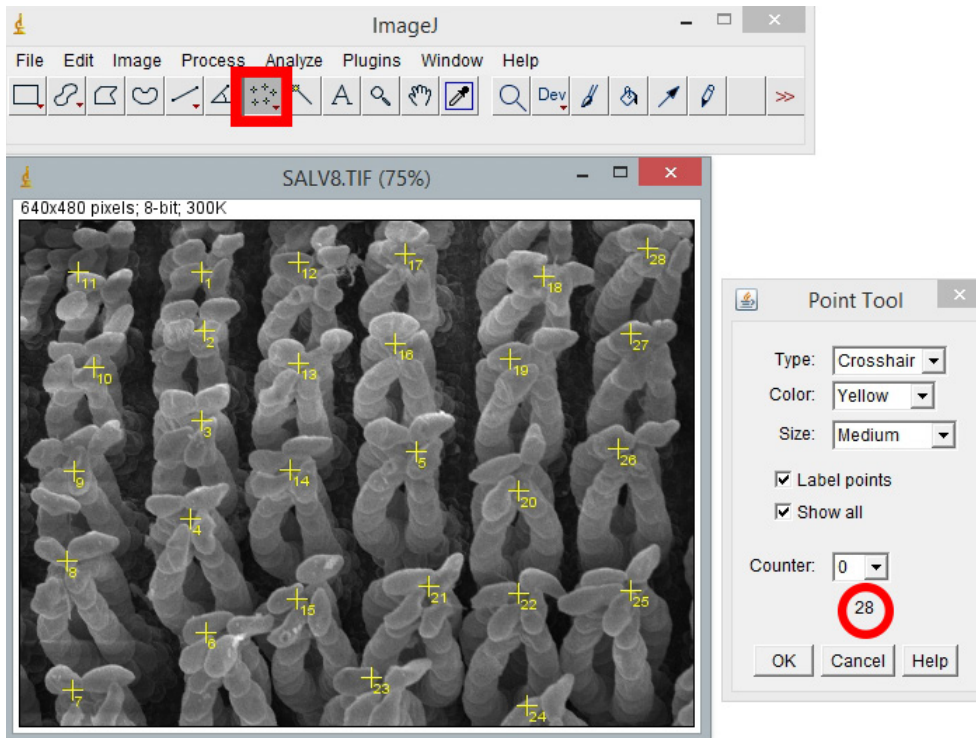 ImageJ
File Edit Image Process Analyze Plugins Window Help
A Dev >>
SALV8.TIF (75%)
640x480 pixels; 8-bit; 300K
28
17
12
11 1
18
2 27
16
10 13 19
3
5 26
9 14
20
4
8
21 22 25
15
6
7 23
24
Point Tool
Type: Crosshair
Color: Yellow
Size: Medium
Label points
Show all
Counter: 0
28
OK Cancel Help